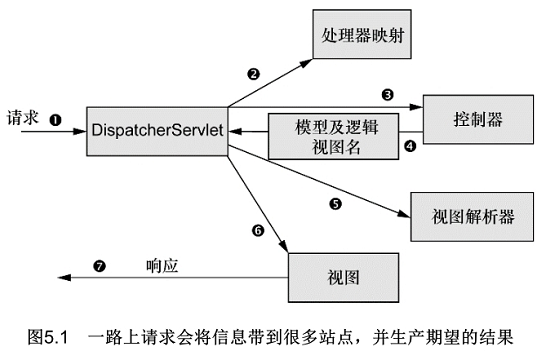 处理器映射
❷
❸
请求 ❶
DispatcherServlet
模型及逻辑
视图名
控制器
❹
❺
视图解析器
❻
❼ 响应
视图
图5.1 一路上请求会将信息带到很多站点，并生产期望的结果